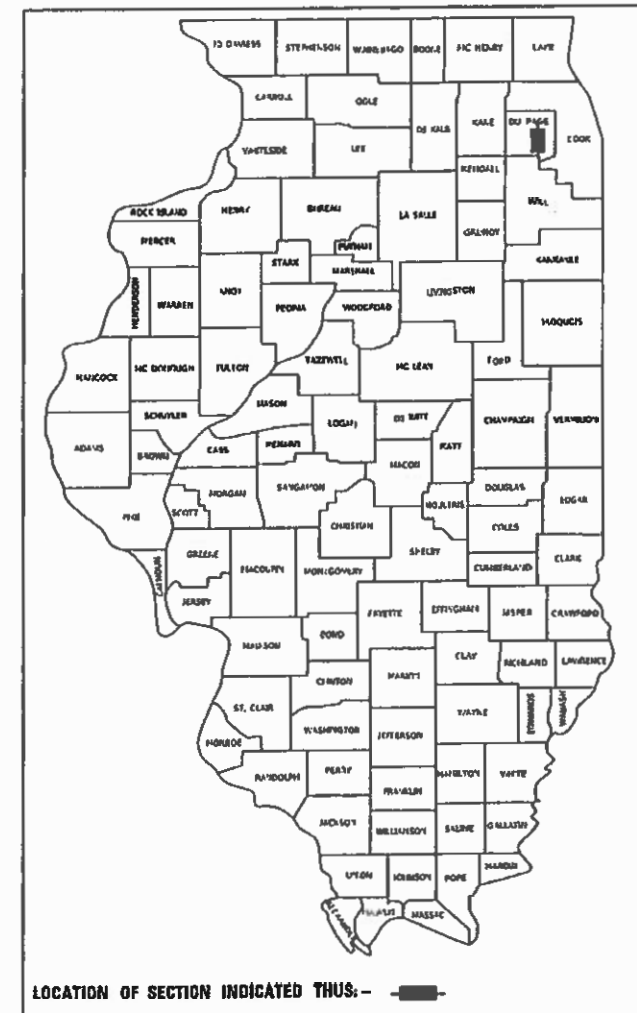 JO DAVIESS STEPHENSON WINNEBAGO BOONE MC HENRY LAKE
CARROLL OGLE DE KALB KANE DU PAGE COOK
WHITESIDE LEE KENDALL WILL
ROCK ISLAND HENRY BUREAU LA SALLE GRUNDY
MERCER PUTNAM KANKAKEE
HENDERSON WARREN KNOX STARK MARSHALL LIVINGSTON
PEORIA WOODFORD IROQUOIS
HANCOCK MC DONOUGH FULTON TAZEWELL MC LEAN FORD
SCHUYLER MASON LOGAN DE WITT CHAMPAIGN VERMILION
ADAMS BROWN CASS MENARD PIATT
MACON
PIKE SCOTT MORGAN SANGAMON MOULTRIE DOUGLAS EDGAR
CHRISTIAN COLES
CALHOUN GREENE MACOUPIN MONTGOMERY SHELBY CUMBERLAND CLARK
JERSEY FAYETTE EFFINGHAM JASPER CRAWFORD
MADISON BOND CLAY RICHLAND LAWRENCE
CLINTON MARION
ST. CLAIR WAYNE EDWARDS WABASH
MONROE WASHINGTON JEFFERSON
RANDOLPH PERRY HAMILTON WHITE
FRANKLIN
JACKSON WILLIAMSON SALINE GALLATIN
UNION JOHNSON POPE HARDIN
ALEXANDER PULASKI MASSAC
LOCATION OF SECTION INDICATED THUS:-